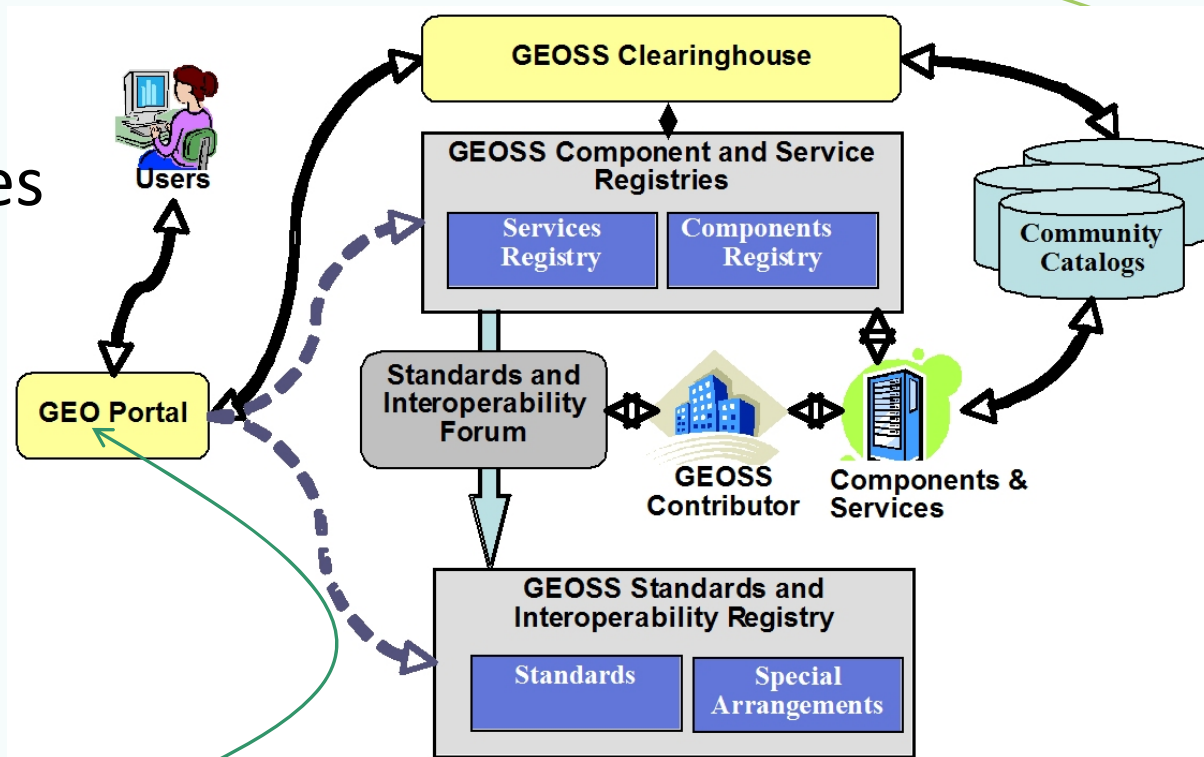 GEOSS Clearinghouse
es
Users
GEOSS Component and Service
Registries
Services
Registry
Components
Registry
Community
Catalogs
GEO Portal
Standards and
Interoperability
Forum
GEOSS
Contributor
Components &
Services
GEOSS Standards and
Interoperability Registry
Standards
Special
Arrangements